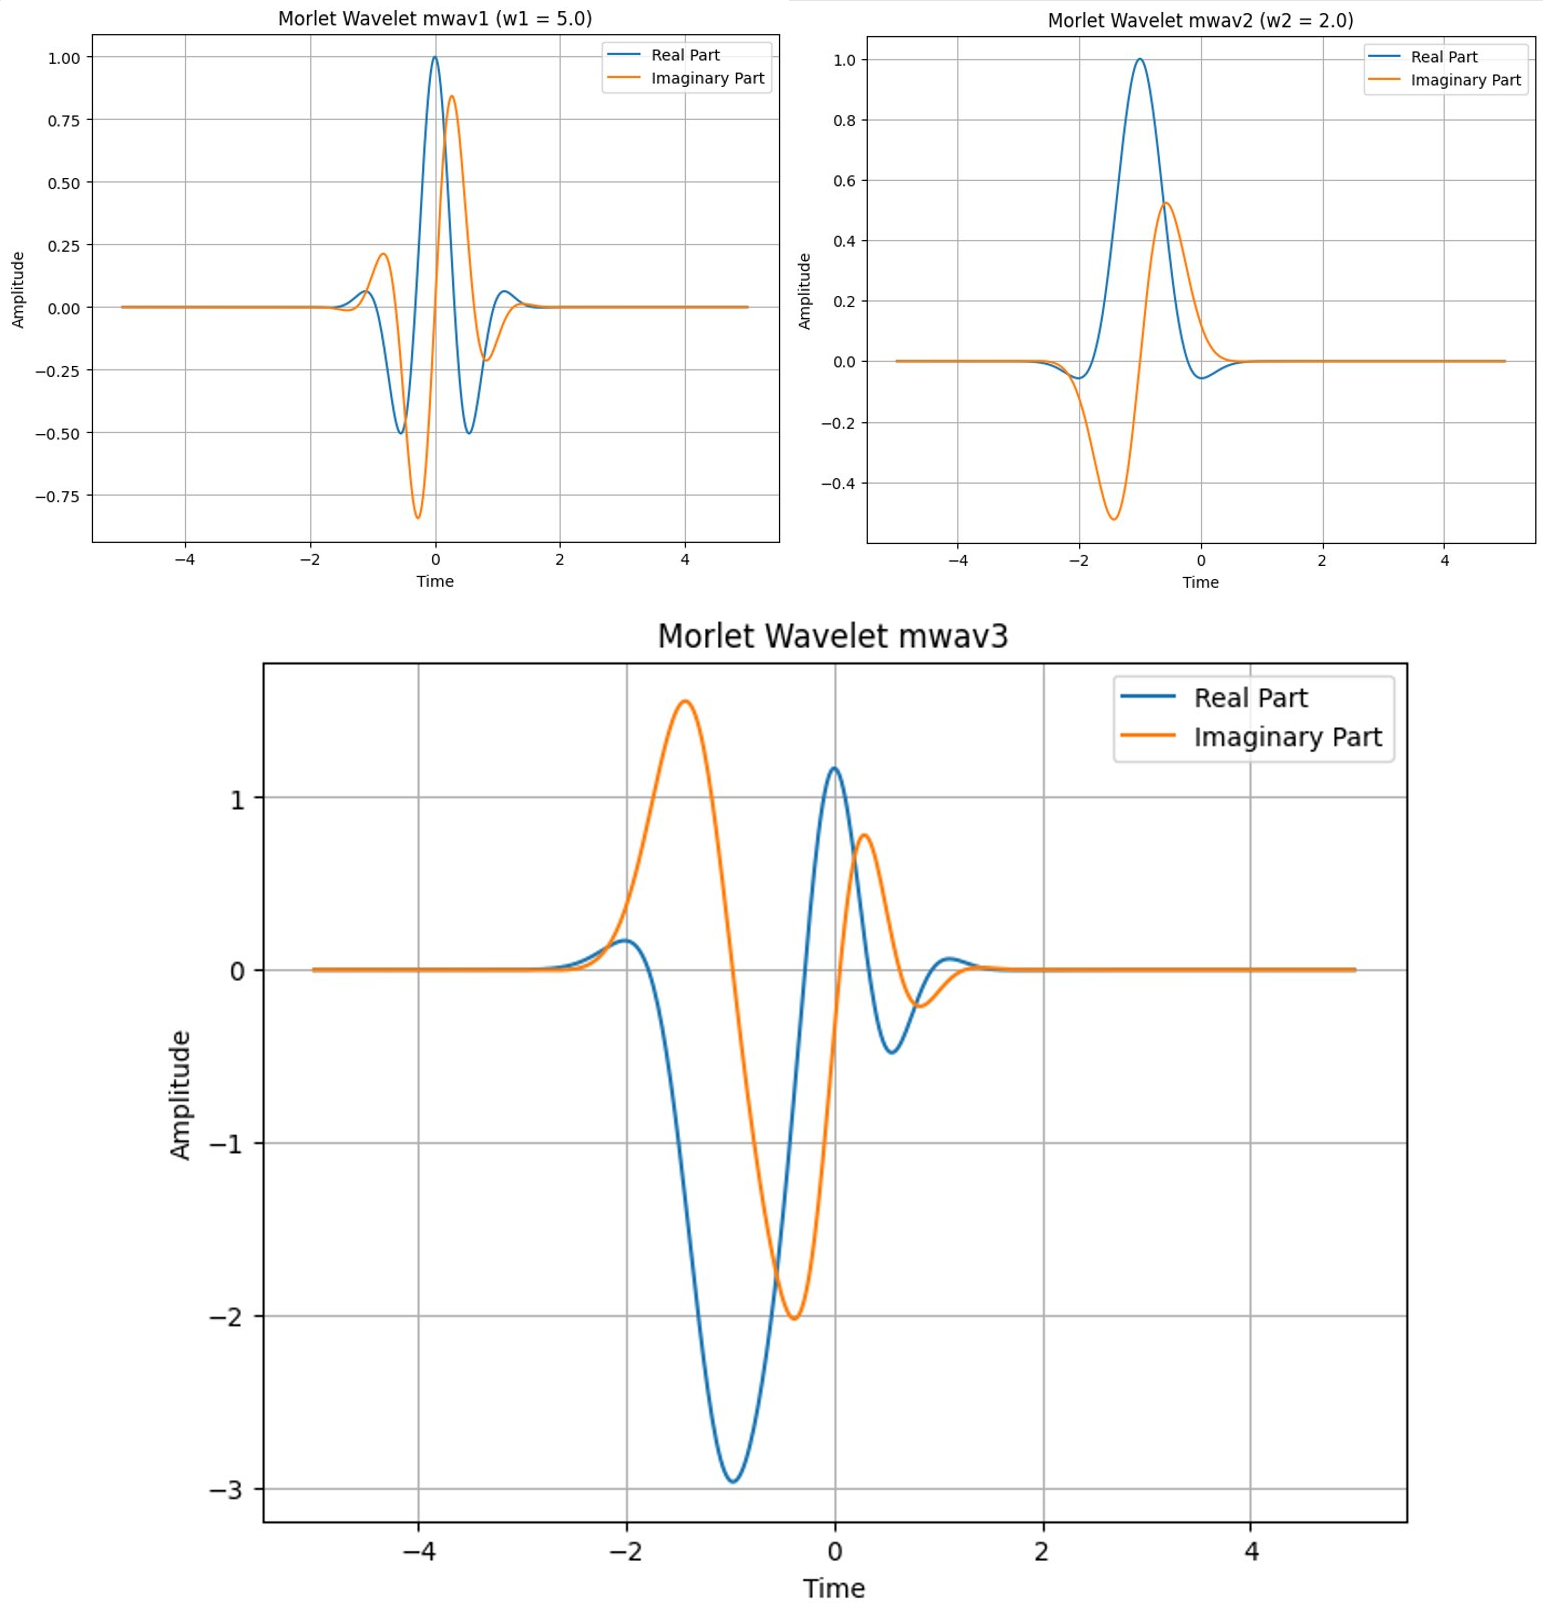 Morlet Wavelet mwav1 (w1 = 5.0)
Real Part
Imaginary Part
1.00
0.75
0.50
0.25
0.00
−0.25
−0.50
−0.75
Amplitude
−4
−2
0
2
4
Time
Morlet Wavelet mwav2 (w2 = 2.0)
Real Part
Imaginary Part
1.0
0.8
0.6
0.4
0.2
0.0
−0.2
−0.4
Amplitude
−4
−2
0
2
4
Time
Morlet Wavelet mwav3
Real Part
Imaginary Part
1
0
−1
−2
−3
Amplitude
−4
−2
0
2
4
Time